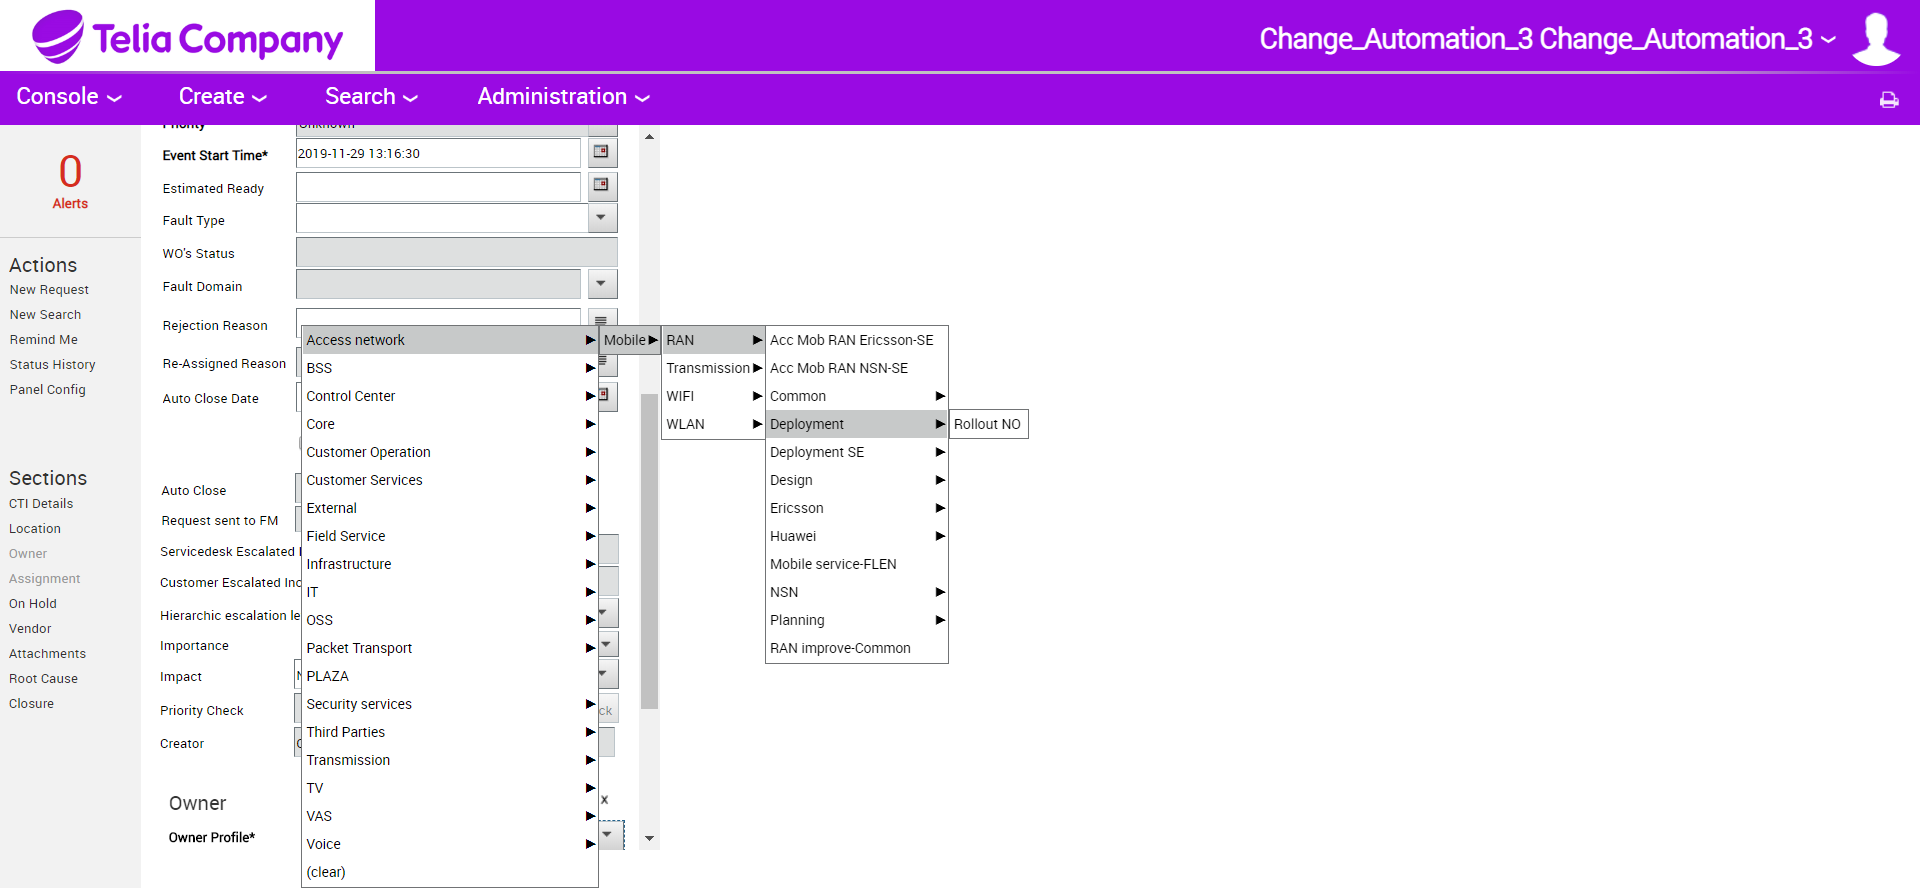 Telia Company
Change_Automation_3 Change_Automation_3
Console
Create
Search
Administration
0
Alerts
Actions
New Request
New Search
Remind Me
Status History
Panel Config
Sections
CTI Details
Location
Owner
Assignment
On Hold
Vendor
Attachments
Root Cause
Closure
Priority
Unknown
Event Start Time*
2019-11-29 13:16:30
Estimated Ready
Fault Type
WO's Status
Fault Domain
Rejection Reason
Re-Assigned Reason
Auto Close Date
Auto Close
Request sent to FM
Servicedesk Escalated
Customer Escalated Inc
Hierarchic escalation le
Importance
Impact
Priority Check
ck
Creator
Owner
x
Owner Profile*
Access network
BSS
Control Center
Core
Customer Operation
Customer Services
External
Field Service
Infrastructure
IT
OSS
Packet Transport
PLAZA
Security services
Third Parties
Transmission
TV
VAS
Voice
(clear)
Mobile
RAN
Transmission
WIFI
WLAN
Acc Mob RAN Ericsson-SE
Acc Mob RAN NSN-SE
Common
Deployment
Deployment SE
Design
Ericsson
Huawei
Mobile service-FLEN
NSN
Planning
RAN improve-Common
Rollout NO